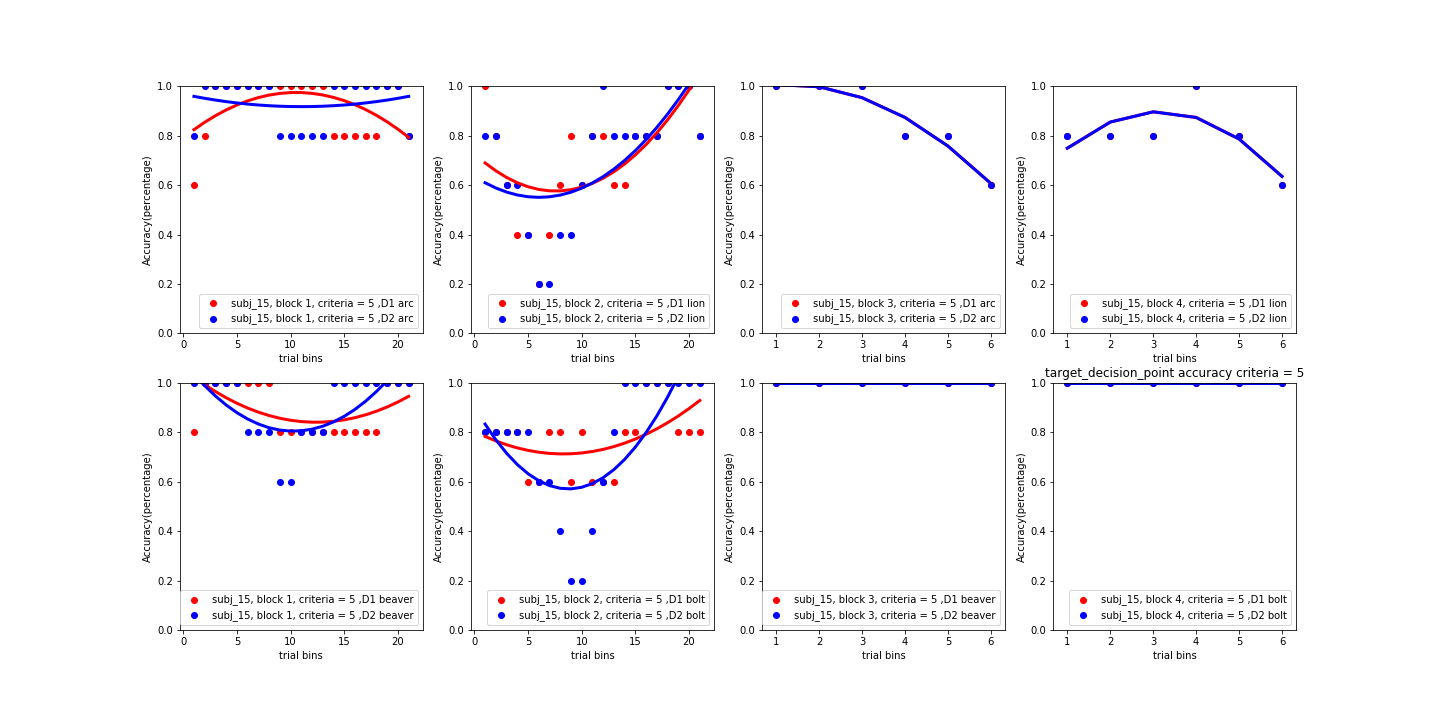 1.0
0.8
0.6
0.4
0.2
0.0
Accuracy(percentage)
subj_15, block 1, criteria = 5 ,D1 arc
subj_15, block 1, criteria = 5 ,D2 arc
0 5 10 15 20
trial bins
1.0
0.8
0.6
0.4
0.2
0.0
Accuracy(percentage)
subj_15, block 2, criteria = 5 ,D1 lion
subj_15, block 2, criteria = 5 ,D2 lion
0 5 10 15 20
trial bins
1.0
0.8
0.6
0.4
0.2
0.0
Accuracy(percentage)
subj_15, block 3, criteria = 5 ,D1 arc
subj_15, block 3, criteria = 5 ,D2 arc
1 2 3 4 5 6
trial bins
1.0
0.8
0.6
0.4
0.2
0.0
Accuracy(percentage)
subj_15, block 4, criteria = 5 ,D1 lion
subj_15, block 4, criteria = 5 ,D2 lion
1 2 3 4 5 6
trial bins
1.0
0.8
0.6
0.4
0.2
0.0
Accuracy(percentage)
subj_15, block 1, criteria = 5 ,D1 beaver
subj_15, block 1, criteria = 5 ,D2 beaver
0 5 10 15 20
trial bins
1.0
0.8
0.6
0.4
0.2
0.0
Accuracy(percentage)
subj_15, block 2, criteria = 5 ,D1 bolt
subj_15, block 2, criteria = 5 ,D2 bolt
0 5 10 15 20
trial bins
1.0
0.8
0.6
0.4
0.2
0.0
Accuracy(percentage)
subj_15, block 3, criteria = 5 ,D1 beaver
subj_15, block 3, criteria = 5 ,D2 beaver
1 2 3 4 5 6
trial bins
target_decision_point accuracy criteria = 5
1.0
0.8
0.6
0.4
0.2
0.0
Accuracy(percentage)
subj_15, block 4, criteria = 5 ,D1 bolt
subj_15, block 4, criteria = 5 ,D2 bolt
1 2 3 4 5 6
trial bins